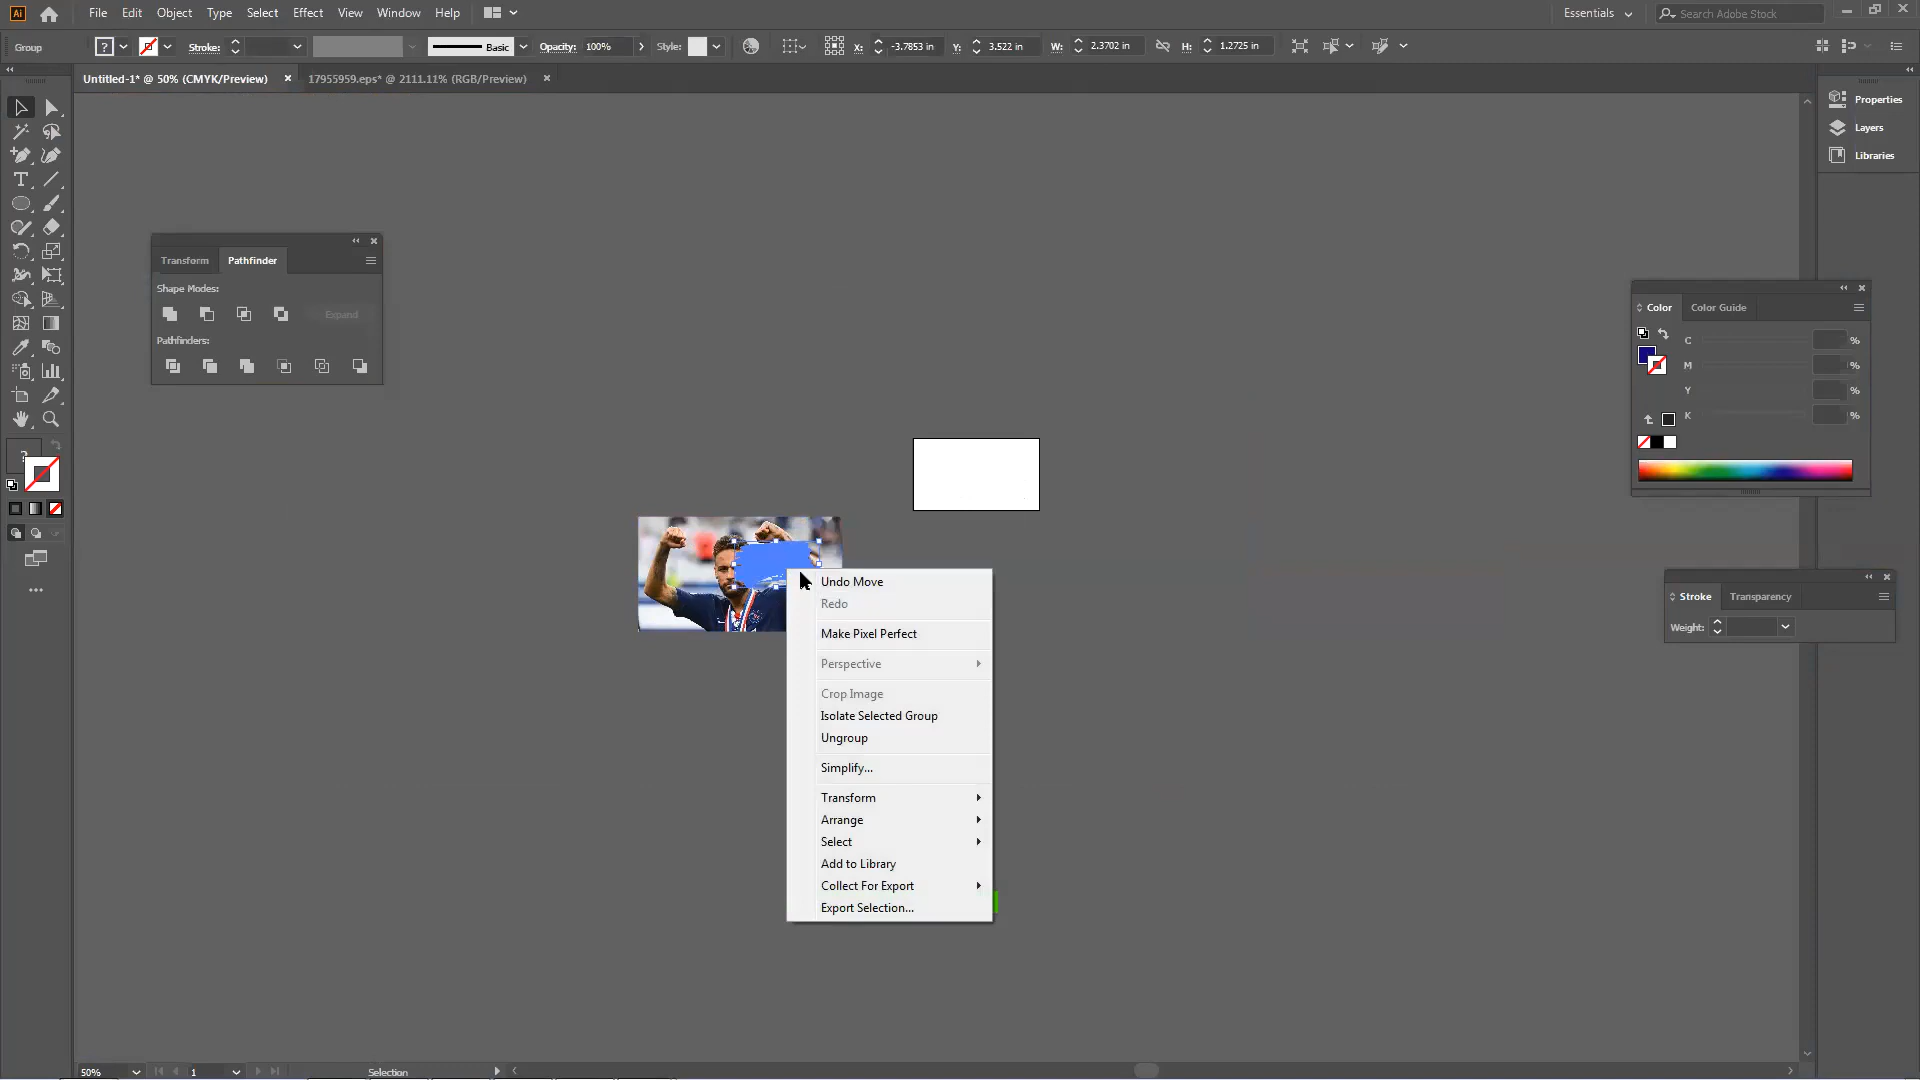 Ai File Edit Object Type Select Effect View Window Help Essentials Search Adobe Stock
Group ? Stroke: Basic Opacity: 100% Style: X: -3.7853 in Y: 3.522 in W: 2.3702 in H: 1.2725 in
Untitled-1* @ 50% (CMYK/Preview) 17955959.eps* @ 2111.11% (RGB/Preview)
Properties
Layers
Libraries
Transform Pathfinder
Shape Modes:
Expand
Pathfinders:
Color Color Guide
C %
M %
Y %
K %
?
Undo Move
Redo
Make Pixel Perfect
Perspective
Crop Image
Isolate Selected Group
Ungroup
Simplify...
Transform
Arrange
Select
Add to Library
Collect For Export
Export Selection...
Stroke Transparency
Weight:
50% 1 Selection